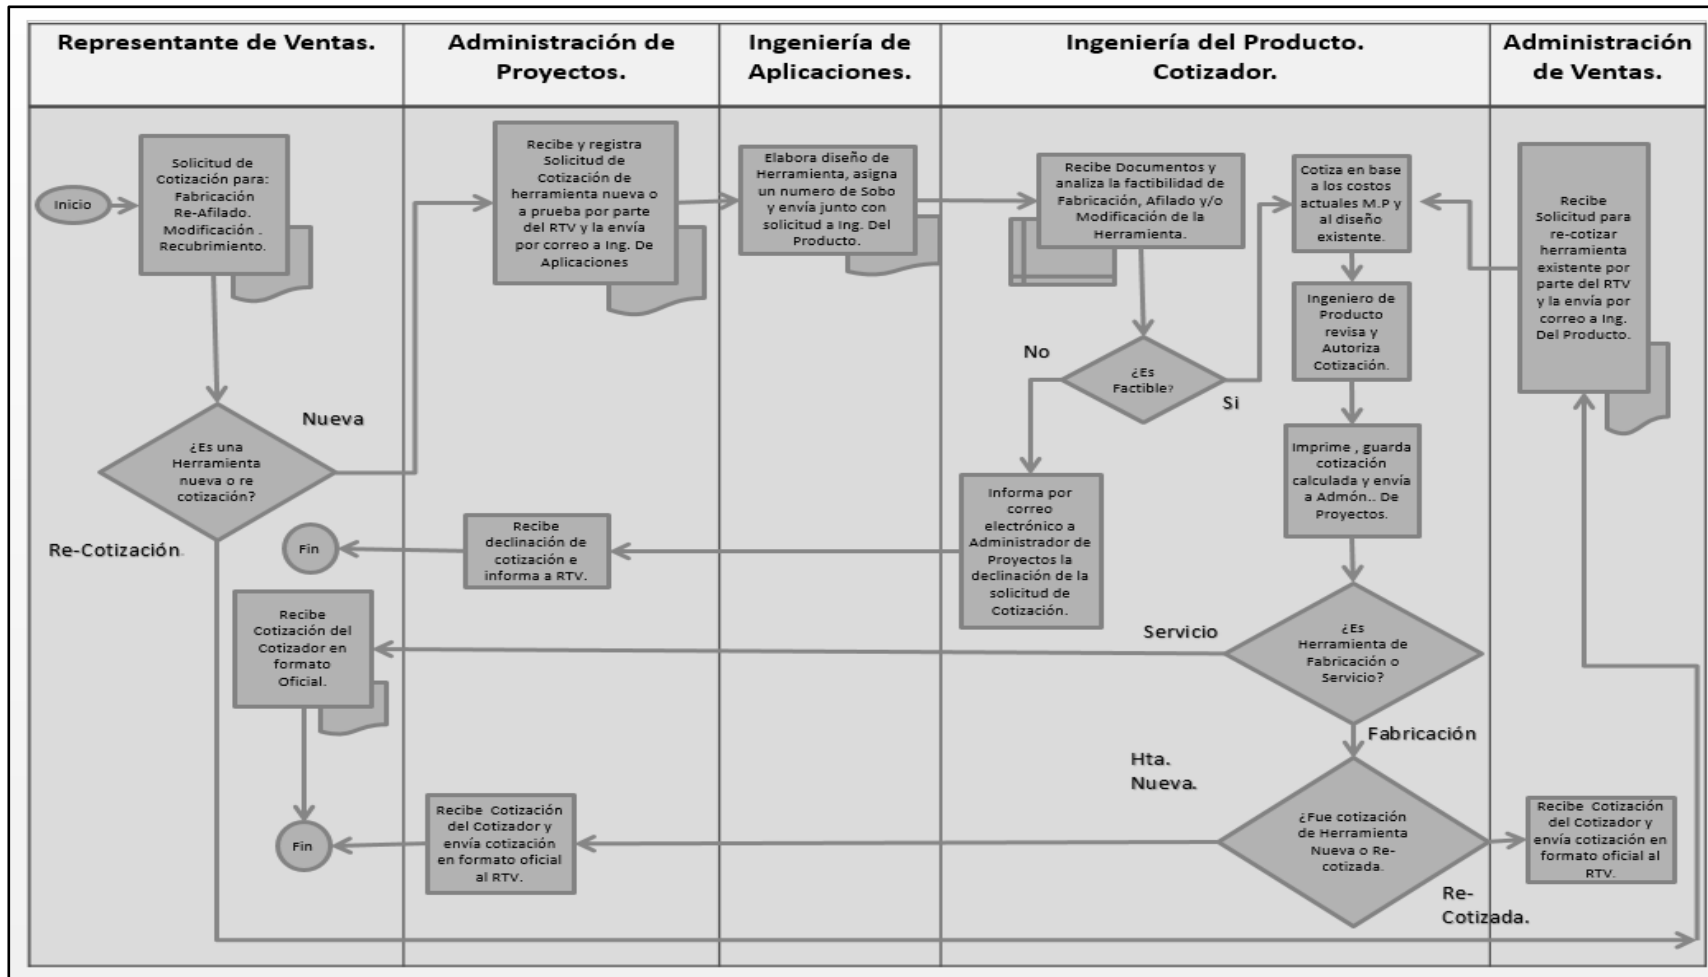 Representante de Ventas.
Administración de
Proyectos.
Ingeniería de
Aplicaciones.
Ingeniería del Producto.
Cotizador.
Administración
de Ventas.
Inicio
Solicitud de
Cotización para:
Fabricación
Re-Afilado.
Modificación .
Recubrimiento.
Recibe y registra
Solicitud de
Cotización de
herramienta nueva o
a prueba por parte
del RTV y la envía
por correo a Ing. De
Aplicaciones
Elabora diseño de
Herramienta, asigna
un numero de Sobo
y envía junto con
solicitud a Ing. Del
Producto.
Recibe Documentos y
analiza la factibilidad de
Fabricación, Afilado y/o
Modificación de la
Herramienta.
Cotiza en base
a los costos
actuales M.P y
al diseño
existente.
Recibe
Solicitud para
re-cotizar
herramienta
existente por
parte del RTV
y la envía por
correo a Ing.
Del Producto.
Ingeniero de
Producto
revisa y
Autoriza
Cotización.
No
¿Es
Factible?
Si
Nueva
¿Es una
Herramienta
nueva o re
cotización?
Re-Cotización.
Imprime , guarda
cotización
calculada y envía
a Admón.. De
Proyectos.
Informa por
correo
electrónico a
Administrador de
Proyectos la
declinación de la
solicitud de
Cotización.
Recibe
declinación de
cotización e
informa a RTV.
Fin
Recibe
Cotización del
Cotizador en
formato
Oficial.
Servicio
¿Es
Herramienta de
Fabricación o
Servicio?
Fabricación
Hta.
Nueva.
¿Fue cotización
de Herramienta
Nueva o Re-
cotizada.
Re-
Cotizada.
Recibe Cotización
del Cotizador y
envía cotización
en formato oficial
al RTV.
Fin
Recibe Cotización
del Cotizador y
envía cotización en
formato oficial al
RTV.